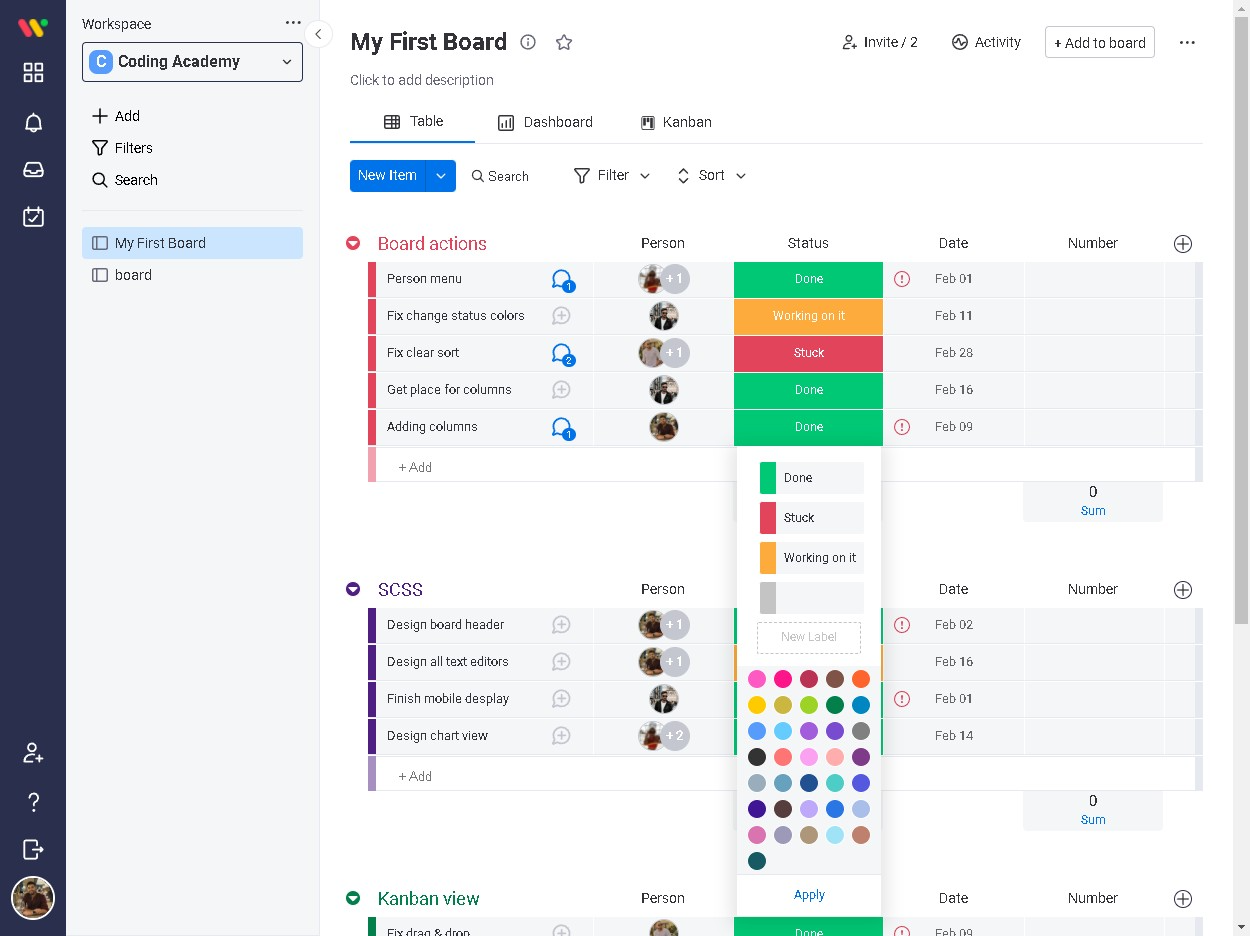 Workspace
C Coding Academy
Add
Filters
Search
My First Board
board
My First Board
Invite / 2
Activity
+ Add to board
Click to add description
Table
Dashboard
Kanban
New Item
Search
Filter
Sort
Board actions
Person
Status
Date
Number
Person menu
1
+ 1
Done
Feb 01
Fix change status colors
Working on it
Feb 11
Fix clear sort
2
+ 1
Stuck
Feb 28
Get place for columns
Done
Feb 16
Adding columns
1
Done
Feb 09
+ Add
0
Sum
Done
Stuck
Working on it
New Label
Apply
SCSS
Person
Date
Number
Design board header
+ 1
Feb 02
Design all text editors
+ 1
Feb 16
Finish mobile desplay
Feb 01
Design chart view
+ 2
Feb 14
+ Add
0
Sum
Kanban view
Person
Date
Number
Fix drag & drop
Done
Feb 09